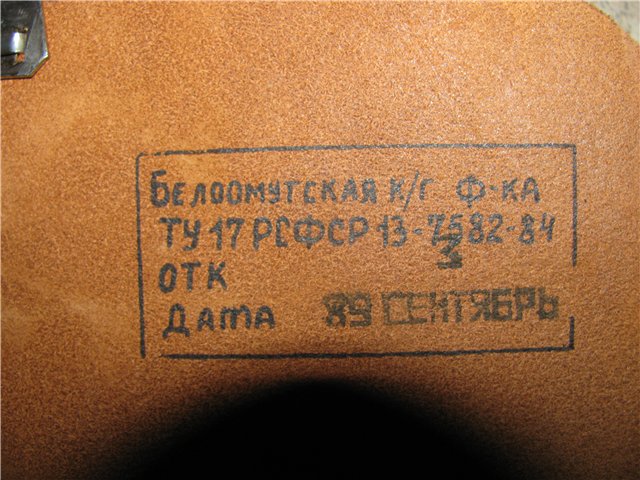 Белоомутская к/г ф-ка
ТУ 17 РСФСР 13-7582-84
3
ОТК
Дата 89 СЕНТЯБРЬ